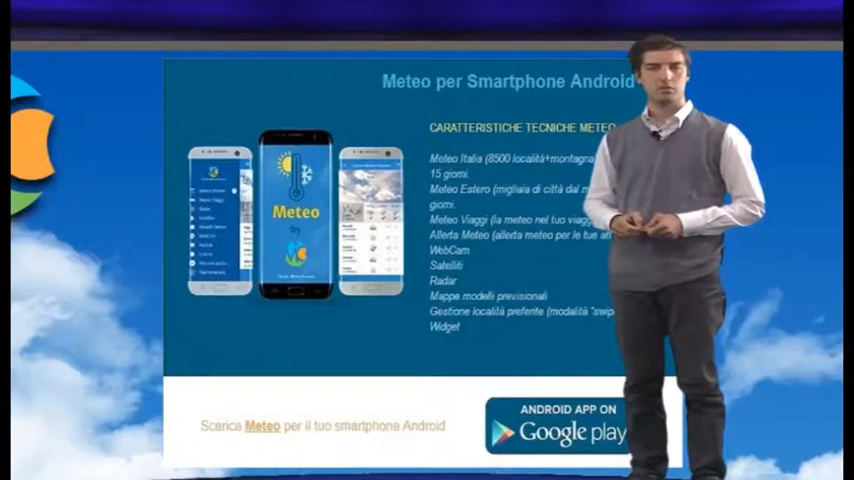 Meteo per Smartphone Android
CARATTERISTICHE TECNICHE METEO
Meteo Italia (8500 località+montagna
15 giorni.
Meteo Estero (migliaia di città dal
giorni.
Meteo Viaggi (la meteo nel tuo
Allerta Meteo (allerta meteo per le tue
WebCam
Satelliti
Radar
Mappe modelli previsionali
Gestione località preferite (modalità "swip
Widget
Meteo
by
Scarica Meteo per il tuo smartphone Android
ANDROID APP ON
Google play